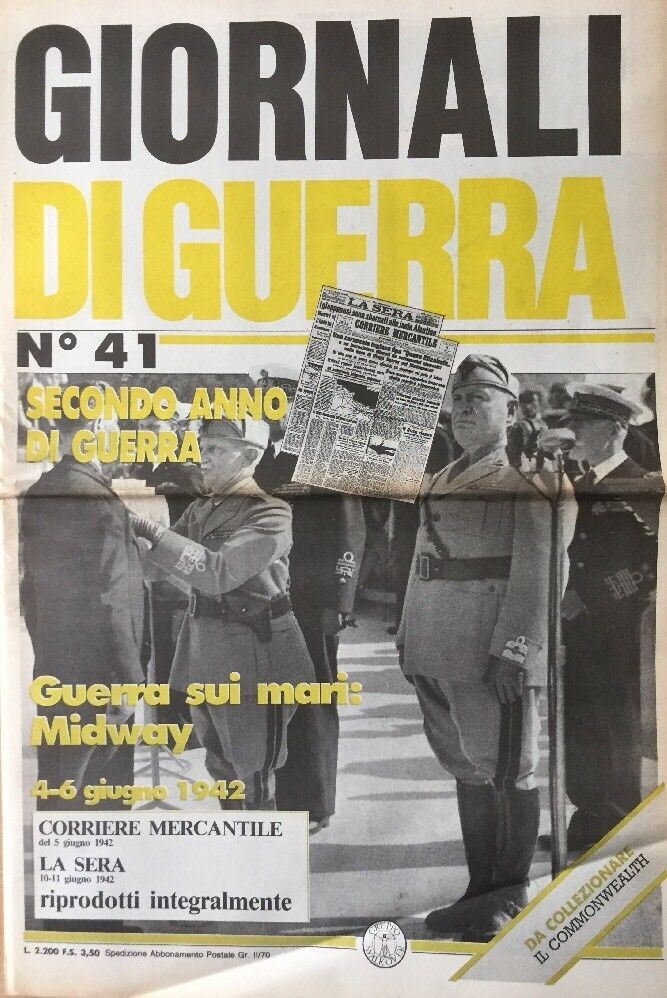 GIORNALI
DI GUERRA
N° 41
LA SERA
CORRIERE MERCANTILE
SECONDO ANNO
DI GUERRA
Guerra sui mari:
Midway
4-6 giugno 1942
CORRIERE MERCANTILE
del 5 giugno 1942
LA SERA
10-11 giugno 1942
riprodotti integralmente
DA COLLEZIONARE
IL COMMONWEALTH
L. 2.200 F.S. 3,50 Spedizione Abbonamento Postale Gr. II/70